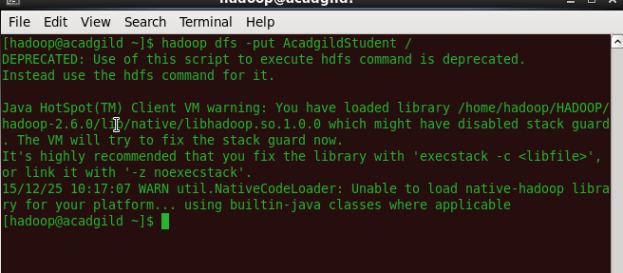 hadoop@acadgild:
File Edit View Search Terminal Help
[hadoop@acadgild ~]$ hadoop dfs -put AcadgildStudent /
DEPRECATED: Use of this script to execute hdfs command is deprecated.
Instead use the hdfs command for it.
Java HotSpot(TM) Client VM warning: You have loaded library /home/hadoop/HADOOP/
hadoop-2.6.0/lib/native/libhadoop.so.1.0.0 which might have disabled stack guard
. The VM will try to fix the stack guard now.
It's highly recommended that you fix the library with 'execstack -c <libfile>',
or link it with '-z noexecstack'.
15/12/25 10:17:07 WARN util.NativeCodeLoader: Unable to load native-hadoop libra
ry for your platform... using builtin-java classes where applicable
[hadoop@acadgild ~]$